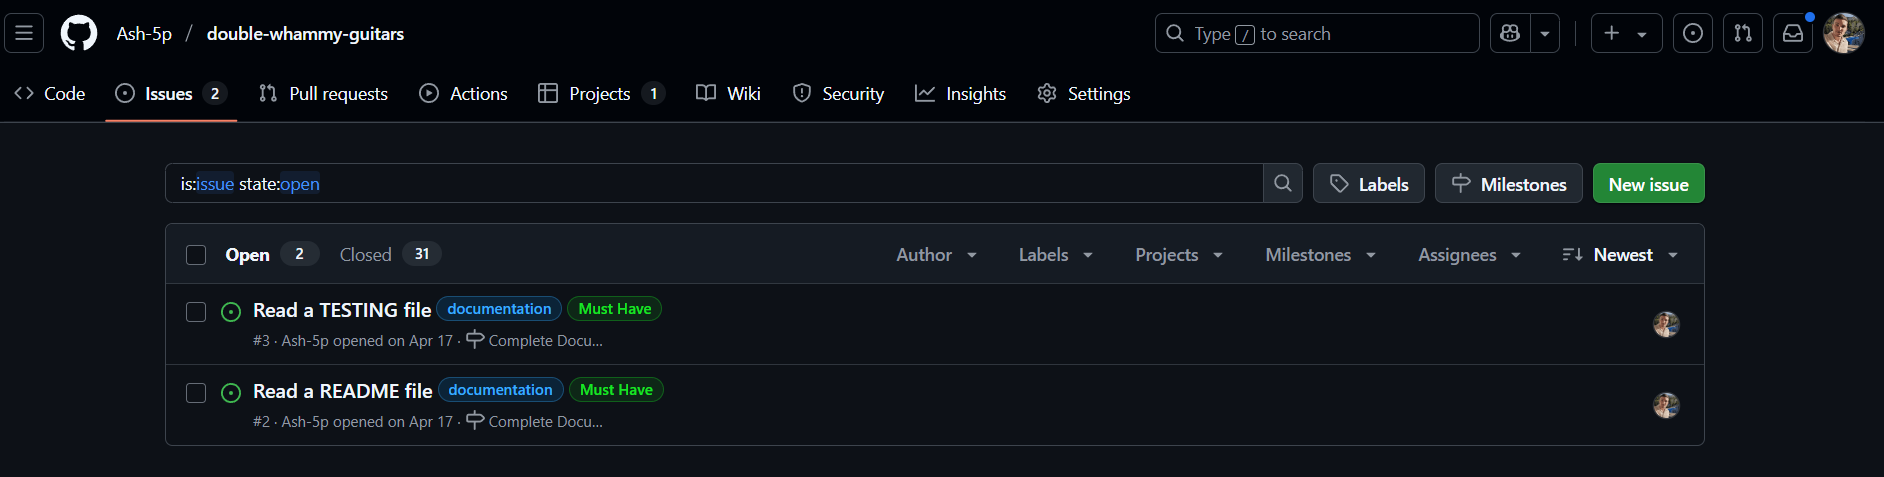 Ash-5p / double-whammy-guitars Type / to search
Code Issues 2 Pull requests Actions Projects 1 Wiki Security Insights Settings
is:issue state:open Labels Milestones New issue
Open 2 Closed 31 Author Labels Projects Milestones Assignees Newest
Read a TESTING file documentation Must Have
#3 · Ash-5p opened on Apr 17 · Complete Docu...
Read a README file documentation Must Have
#2 · Ash-5p opened on Apr 17 · Complete Docu...